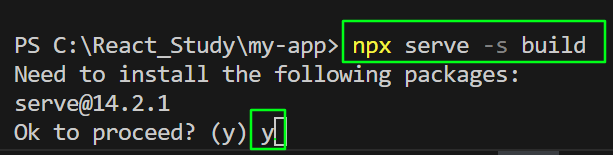 PS C:\React_Study\my-app> npx serve -s build
Need to install the following packages:
serve@14.2.1
Ok to proceed? (y) y